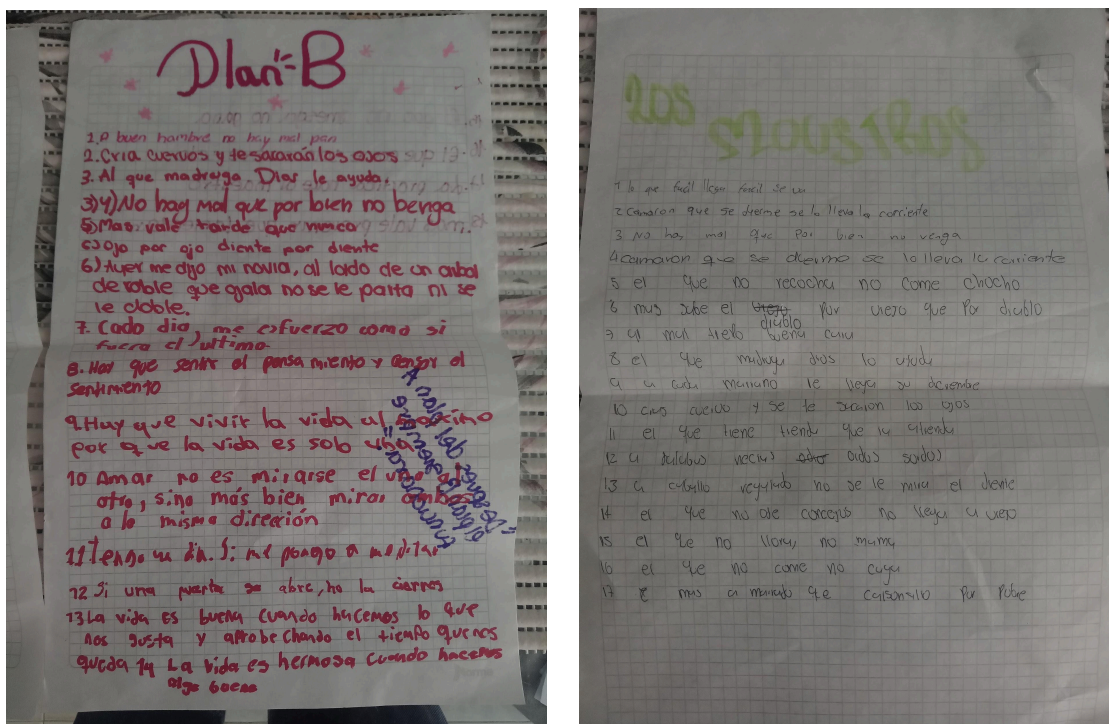 Plan-B
1. A buen hambre no hay mal pan
2. Cria cuervos y te sacarán los ojos
3. Al que madruga. Dios le ayuda.
3)4) No hay mal que por bien no benga
5) Mas vale tarde que nunca
ojo por ojo diente por diente
6) Ayer me dijo mi novia, al lado de un arbol
de roble que ojala no se le parta ni se
le doble.
7. Cada dia, me esfuerzo como si
fuera el ultimo
8. Hay que sentir el pensamiento y pensar el
sentimiento
9. Hay que vivir la vida al
por que la vida es solo una
10 Amar no es mirarse el uno al
otro, sino más bien mirar ambos
a la misma dirección
11 Tengo un din. Si me pongo a meditar
12 Si una puerta se abre, no la cierres
13 La vida es buena cuando hacemos lo que
nos gusta y aprobechando el tiempo que nos
queda 14 La vida es hermosa cuando hacemos
algo bueno
Los
Moustros
1 lo que facil llega facil se va
2 camaron que se dreme se lo lleva la corriente
3 No hay mal que por bien no venga
4 camaron que se duerme se lo lleva la corriente
5 el que no recocha no come chocho
6 mas sabe el diablo por viejo que por diablo
7 a mal tiepo buena cara
8 el que madruga dios lo ayuda
9 a cada marrano le llega su diciembre
10 cria cuervo y se te sacaran los ojos
11 el que tiene tienda que la atienda
12 a palabras necias oidos sordos
13 a caballo regalado no se le mira el diente
14 el que no olle concejos no llega a viejo
15 el qe no llora, no mama
16 el qe no come no caga
17 mas a manado qe calsonsillo por pobre